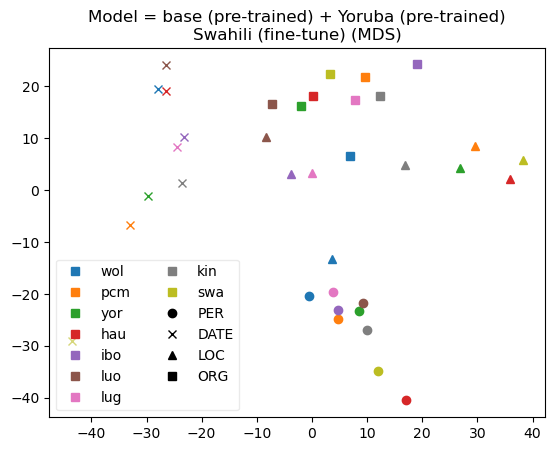 Model = base (pre-trained) + Yoruba (pre-trained)
Swahili (fine-tune) (MDS)
20
10
0
−10
−20
−30
−40
wol
pcm
yor
hau
ibo
luo
lug
kin
swa
PER
DATE
LOC
ORG
−40 −30 −20 −10 0 10 20 30 40